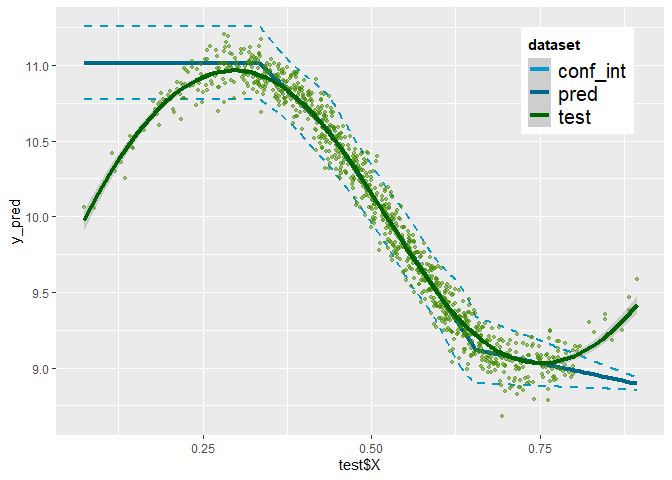 dataset
conf_int
pred
test
11.0
10.5
10.0
9.5
9.0
y_pred
0.25
0.50
0.75
test$X